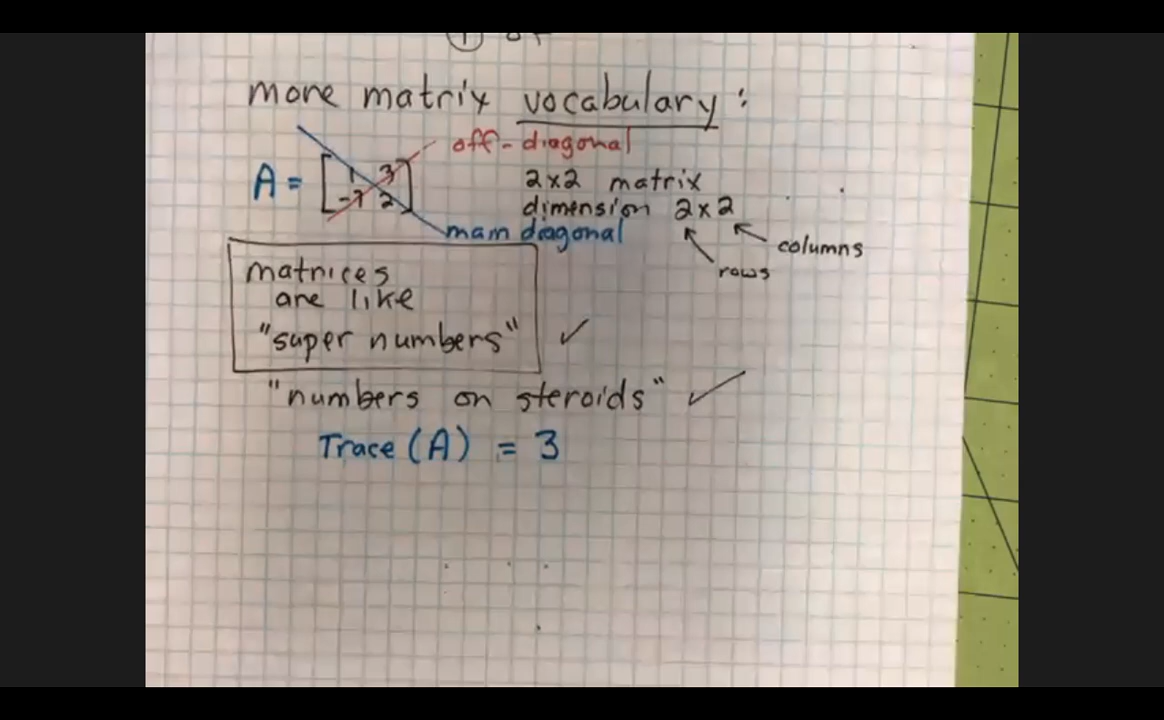 more matrix vocabulary :
off-diagonal
A = [ 1 3
-7 2 ]
2x2 matrix
dimension 2x2
main diagonal
columns
rows
matrices
are like
"super numbers" ✓
"numbers on steroids" ✓
Trace (A) = 3